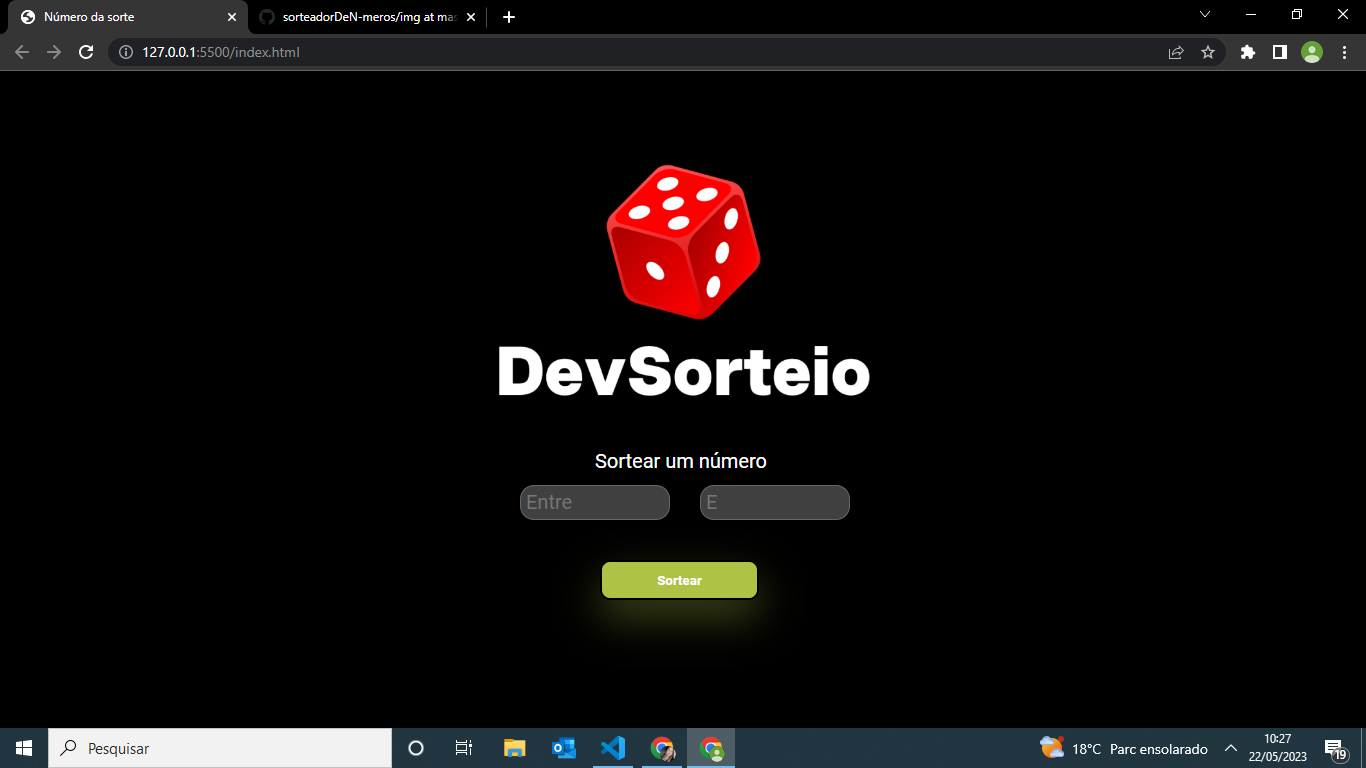 Número da sorte
sorteadorDeN-meros/img at mas
127.0.0.1:5500/index.html
DevSorteio
Sortear um número
Entre
E
Sortear
Pesquisar
18°C Parc ensolarado
10:27
22/05/2023
19